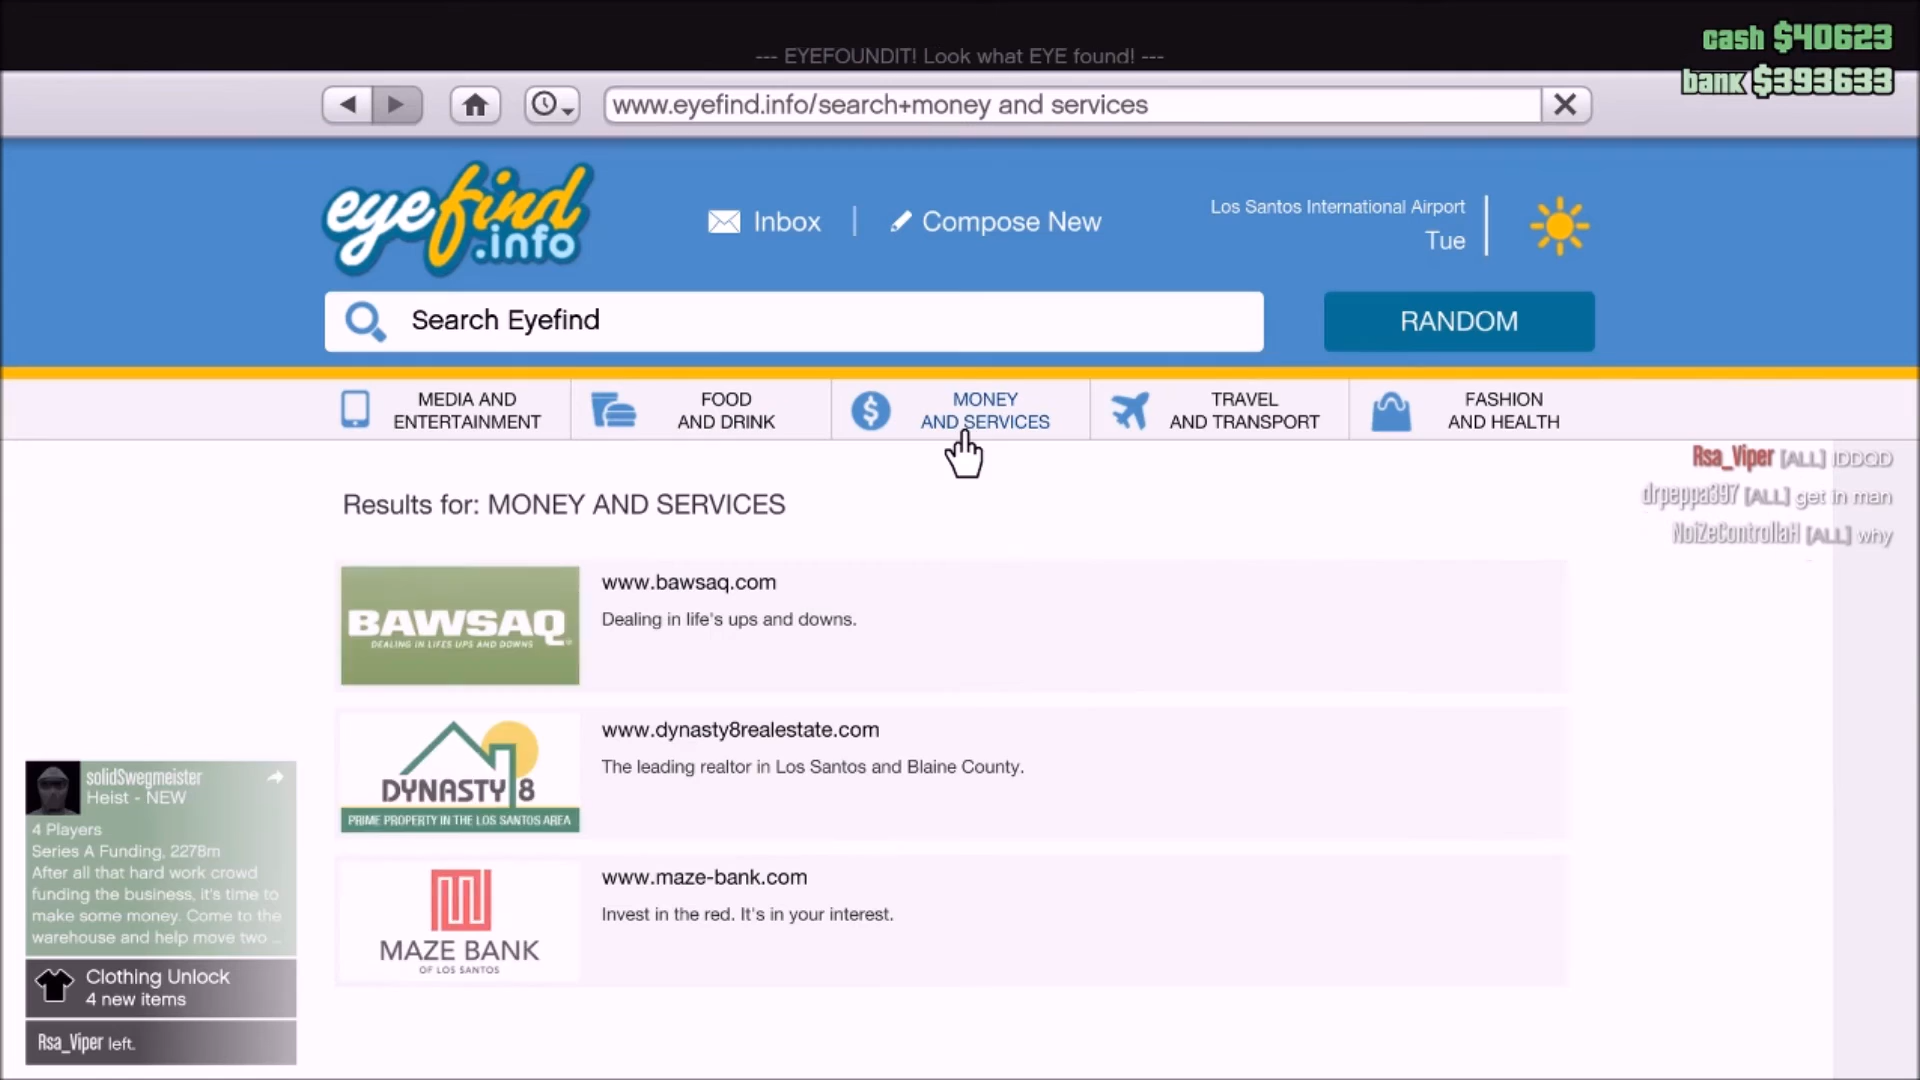 cash $40623
bank $393633
--- EYEFOUNDIT! Look what EYE found! ---
www.eyefind.info/search+money and services
eyefind
.info
Inbox
Compose New
Los Santos International Airport
Tue
Search Eyefind
RANDOM
MEDIA AND
ENTERTAINMENT
FOOD
AND DRINK
MONEY
AND SERVICES
TRAVEL
AND TRANSPORT
FASHION
AND HEALTH
Rsa_Viper [ALL] IDDQD
drpeppa397 [ALL] get in man
NoiZeControllaH [ALL] why
Results for: MONEY AND SERVICES
BAWSAQ
DEALING IN LIFES UPS AND DOWNS
www.bawsaq.com
Dealing in life's ups and downs.
DYNASTY 8
PRIME PROPERTY IN THE LOS SANTOS AREA
www.dynasty8realestate.com
The leading realtor in Los Santos and Blaine County.
MAZE BANK
OF LOS SANTOS
www.maze-bank.com
Invest in the red. It's in your interest.
solidSwegmeister
Heist - NEW
4 Players
Series A Funding, 2278m
After all that hard work crowd
funding the business, it's time to
make some money. Come to the
warehouse and help move two ...
Clothing Unlock
4 new items
Rsa_Viper left.